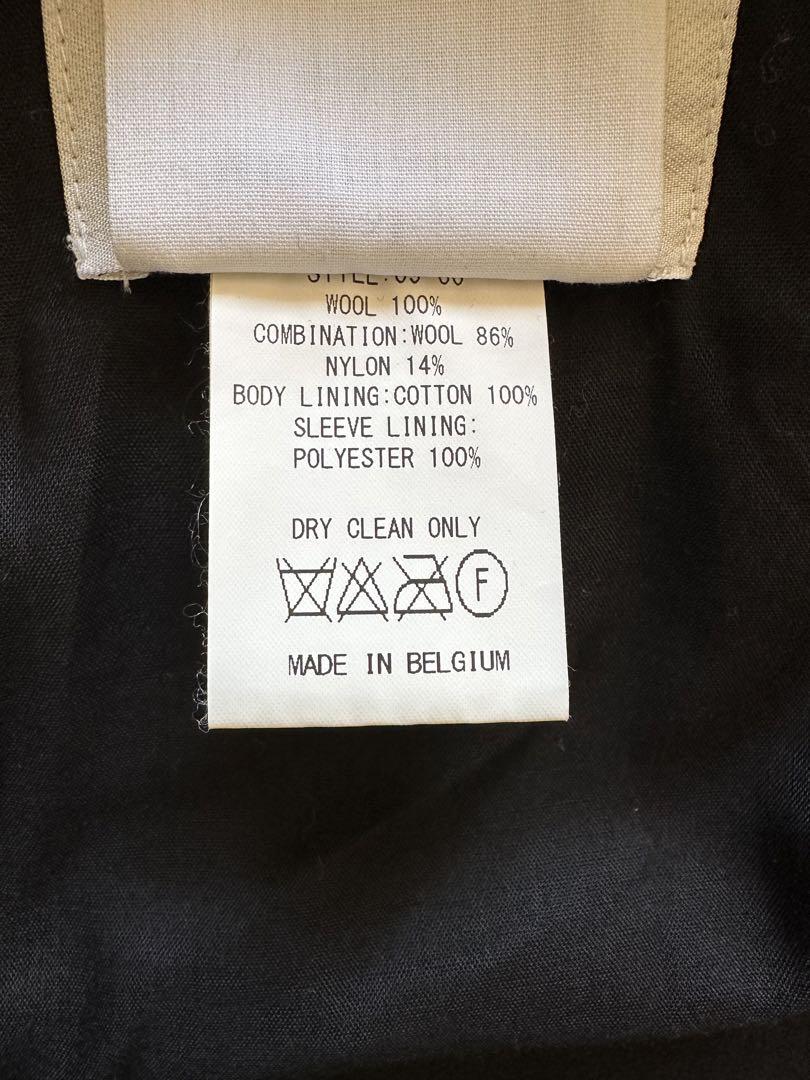 WOOL 100%
COMBINATION:WOOL 86%
NYLON 14%
BODY LINING:COTTON 100%
SLEEVE LINING:
POLYESTER 100%
DRY CLEAN ONLY
F
MADE IN BELGIUM